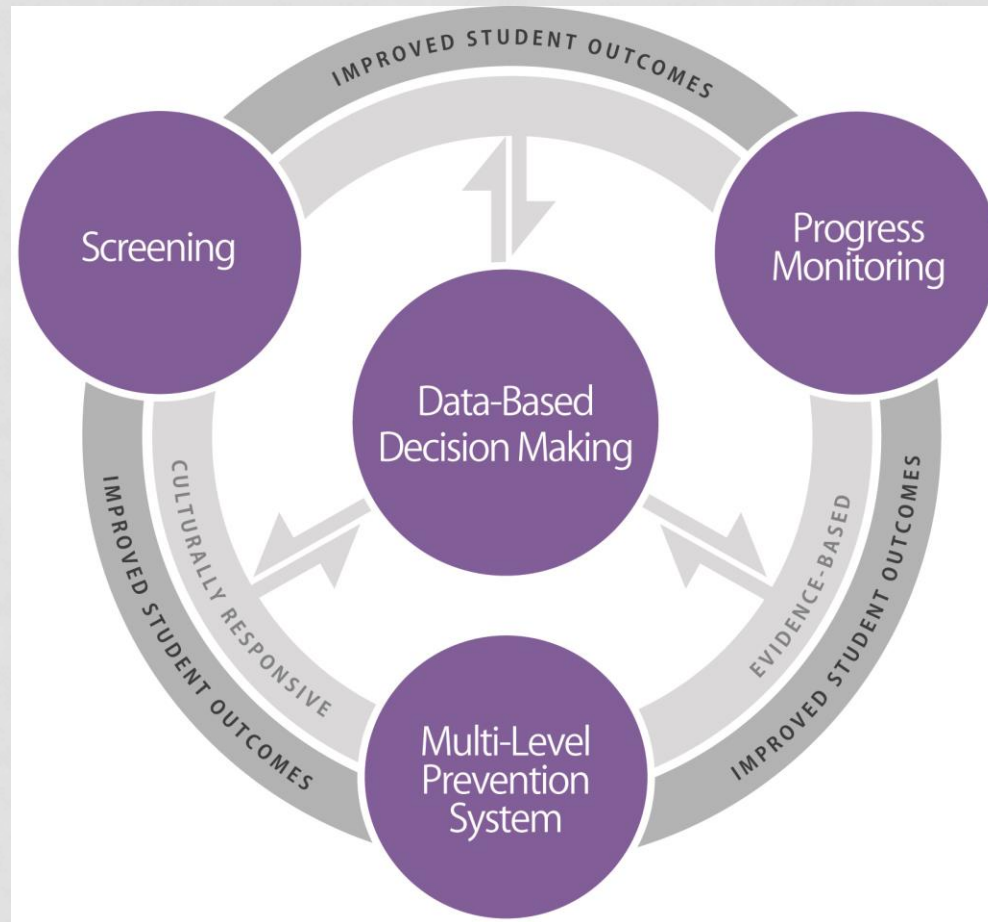 IMPROVED STUDENT OUTCOMES
Screening
Progress
Monitoring
Data-Based
Decision Making
CULTURALLY RESPONSIVE
EVIDENCE-BASED
IMPROVED STUDENT OUTCOMES
IMPROVED STUDENT OUTCOMES
Multi-Level
Prevention
System